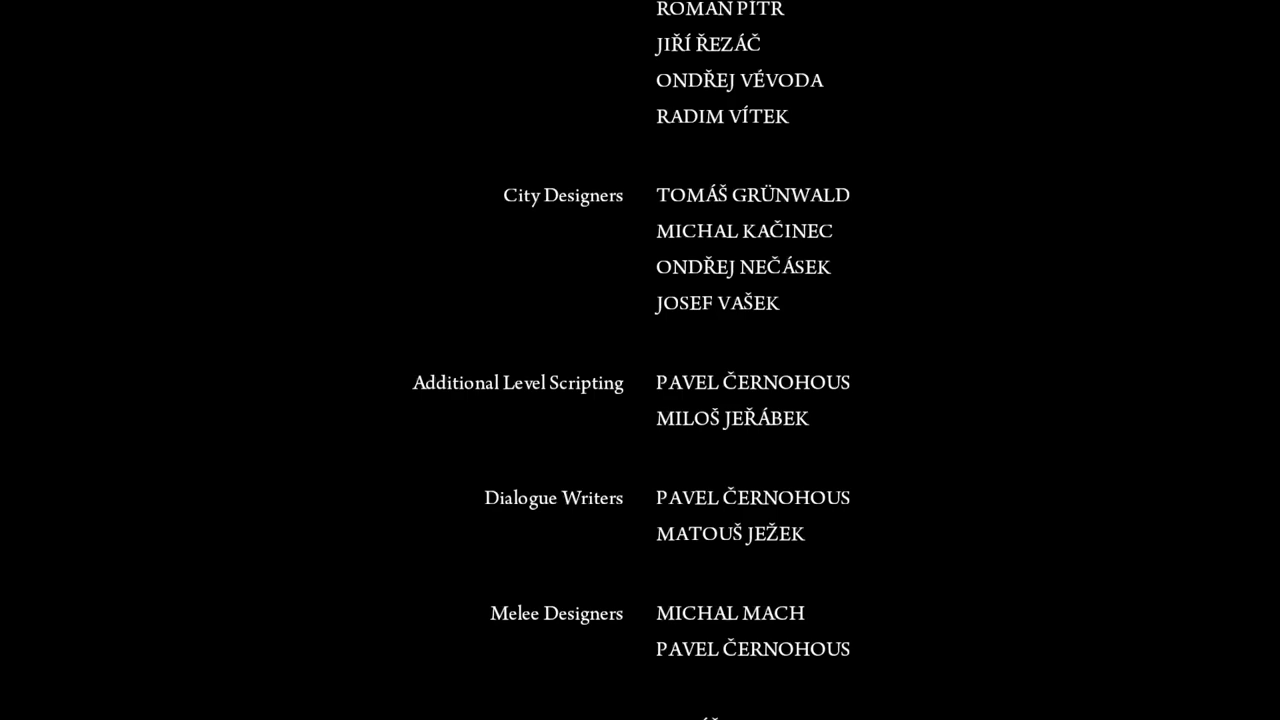 ROMAN PITR
JIŘÍ ŘEZÁČ
ONDŘEJ VÉVODA
RADIM VÍTEK
City Designers TOMÁŠ GRÜNWALD
MICHAL KAČINEC
ONDŘEJ NEČÁSEK
JOSEF VAŠEK
Additional Level Scripting PAVEL ČERNOHOUS
MILOŠ JEŘÁBEK
Dialogue Writers PAVEL ČERNOHOUS
MATOUŠ JEŽEK
Melee Designers MICHAL MACH
PAVEL ČERNOHOUS